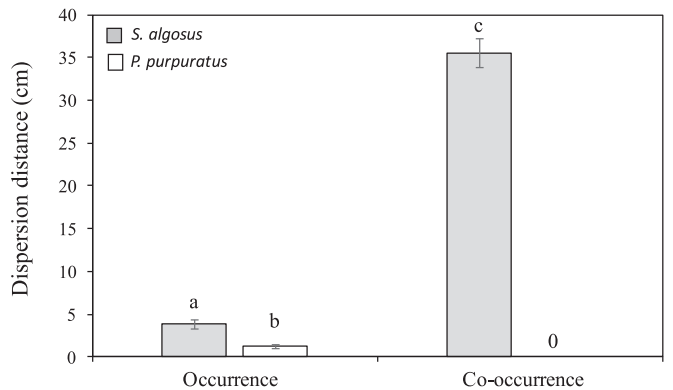 40
35
30
25
20
15
10
5
0
Dispersion distance (cm)
S. algosus
P. purpuratus
a
b
c
0
Occurrence
Co-occurrence